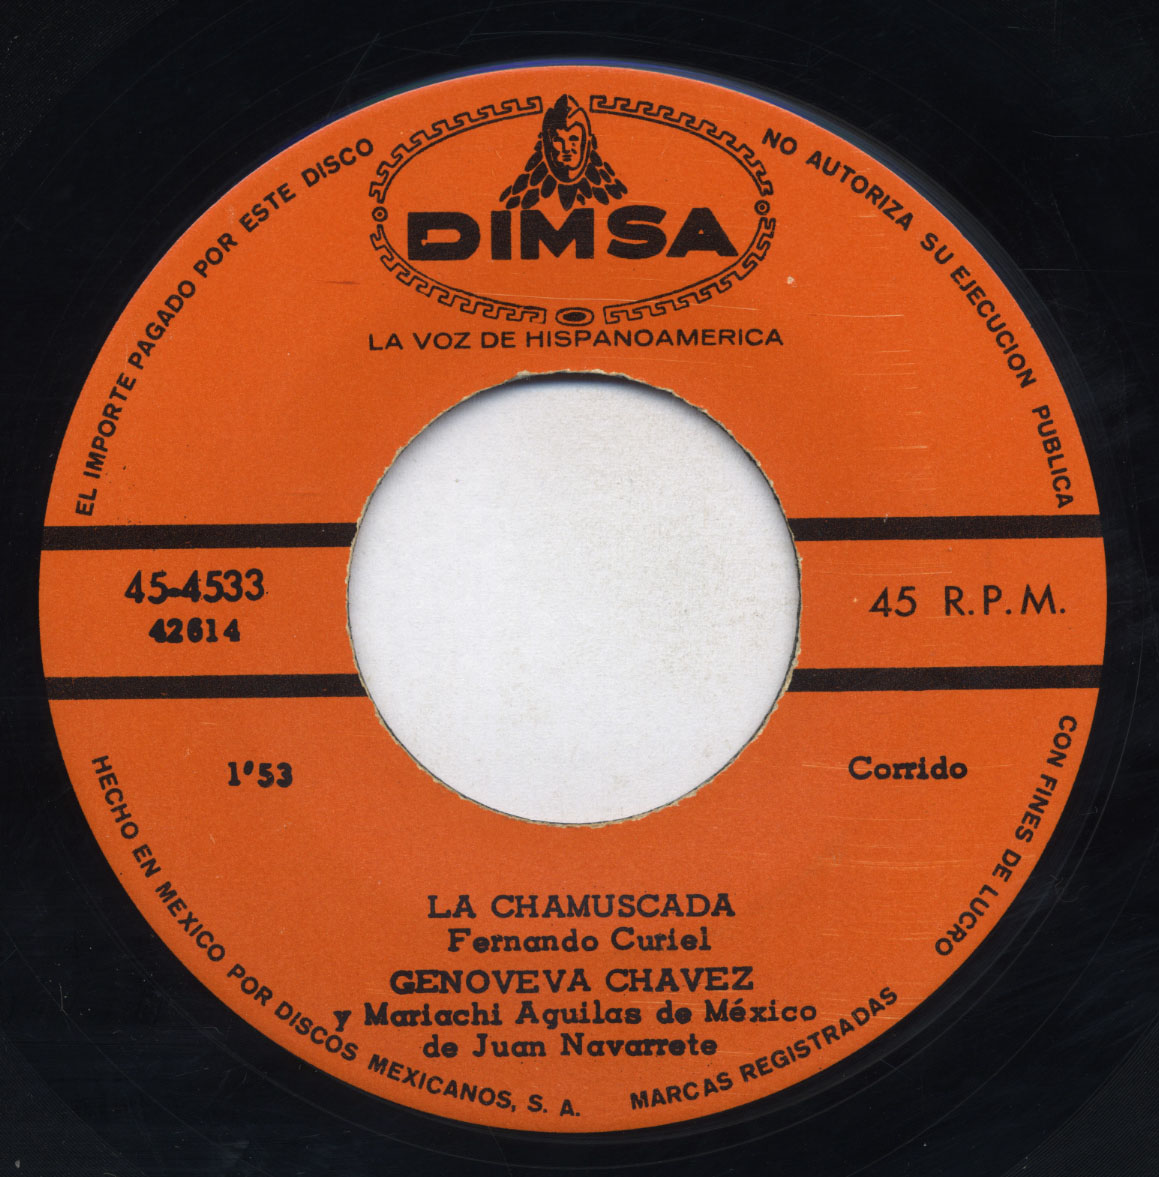 EL IMPORTE PAGADO POR ESTE DISCO
NO AUTORIZA SU EJECUCION PUBLICA
CON FINES DE LUCRO
DIMSA
LA VOZ DE HISPANOAMERICA
45-4533
42614
45 R.P.M.
1'53
Corrido
LA CHAMUSCADA
Fernando Curiel
GENOVEVA CHAVEZ
y Mariachi Aguilas de México
de Juan Navarrete
HECHO EN MEXICO POR DISCOS MEXICANOS, S. A.
MARCAS REGISTRADAS